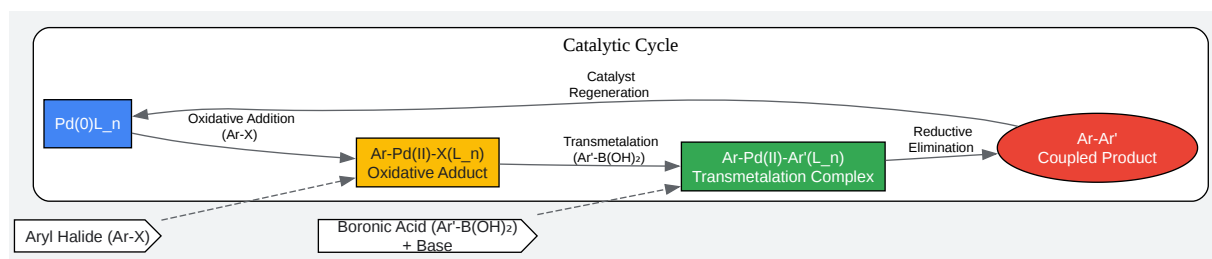 Catalytic Cycle
Catalyst
Regeneration
Pd(0)L_n
Oxidative Addition
(Ar-X)
Ar-Pd(II)-X(L_n)
Oxidative Adduct
Transmetalation
(Ar'-B(OH)₂)
Ar-Pd(II)-Ar'(L_n)
Transmetalation Complex
Reductive
Elimination
Ar-Ar'
Coupled Product
Aryl Halide (Ar-X)
Boronic Acid (Ar'-B(OH)₂)
+ Base